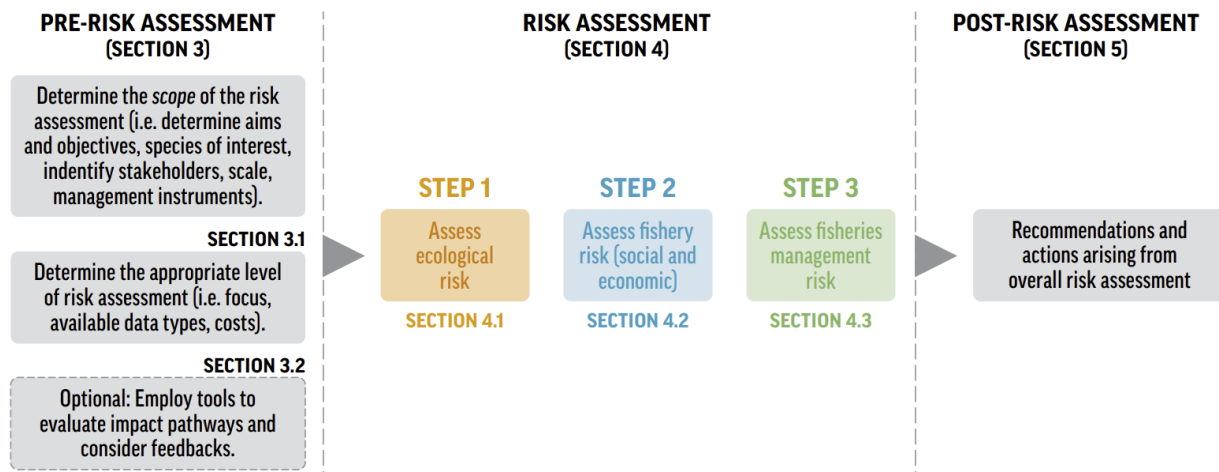 PRE-RISK ASSESSMENT
(SECTION 3)
Determine the scope of the risk
assessment (i.e. determine aims
and objectives, species of interest,
indentify stakeholders, scale,
management instruments).
SECTION 3.1
Determine the appropriate level
of risk assessment (i.e. focus,
available data types, costs).
SECTION 3.2
Optional: Employ tools to
evaluate impact pathways and
consider feedbacks.
RISK ASSESSMENT
(SECTION 4)
STEP 1
Assess
ecological
risk
SECTION 4.1
STEP 2
Assess fishery
risk (social and
economic)
SECTION 4.2
STEP 3
Assess fisheries
management
risk
SECTION 4.3
POST-RISK ASSESSMENT
(SECTION 5)
Recommendations and
actions arising from
overall risk assessment